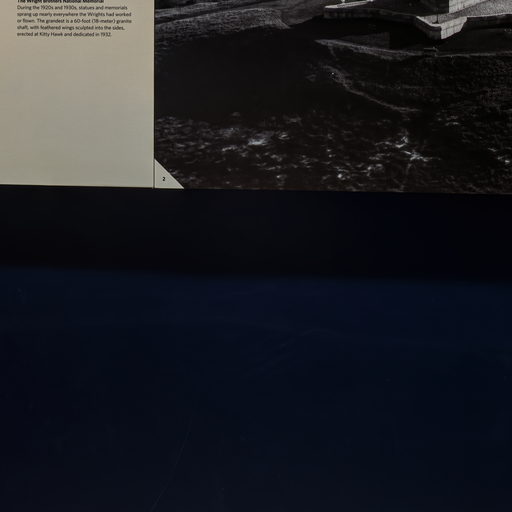 The Wright Brothers National Memorial
During the 1920s and 1930s, statues and memorials
sprang up nearly everywhere the Wrights had worked
or flown. The grandest is a 60-foot (18-meter) granite
shaft, with feathered wings sculpted into the sides,
erected at Kitty Hawk and dedicated in 1932.
2